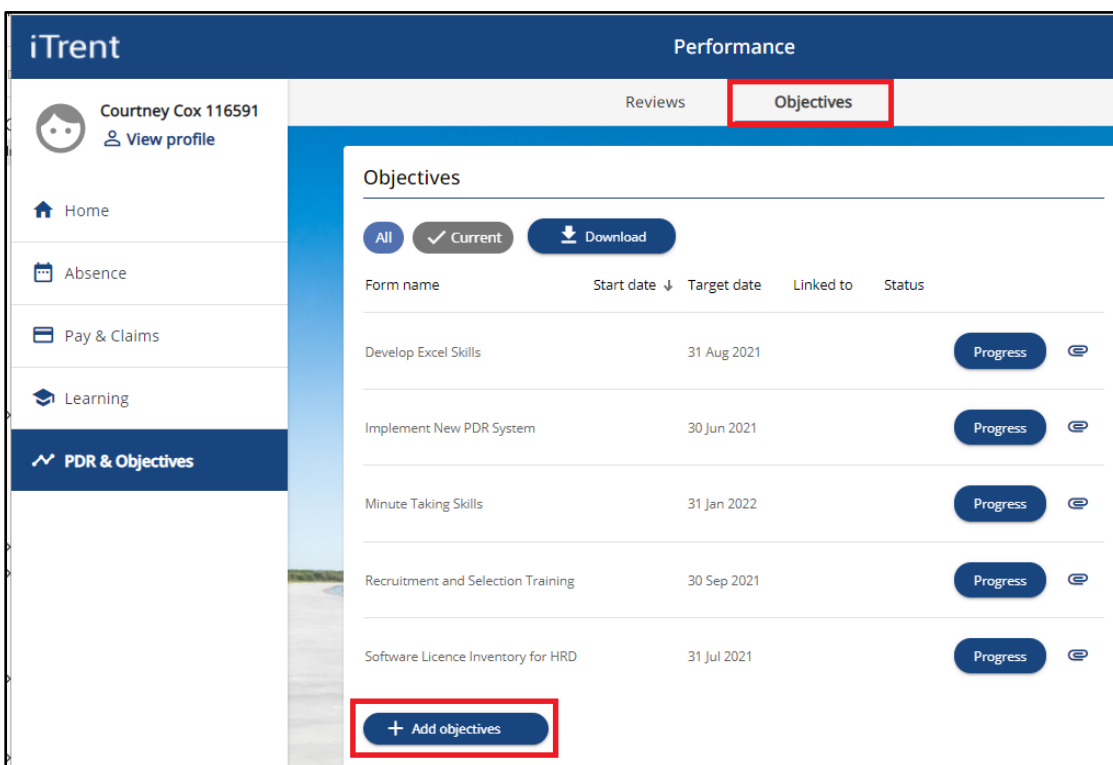 iTrent
Performance
Courtney Cox 116591
View profile
Home
Absence
Pay & Claims
Learning
PDR & Objectives
Reviews Objectives
Objectives
All Current Download
Form name Start date Target date Linked to Status
Develop Excel Skills 31 Aug 2021 Progress
Implement New PDR System 30 Jun 2021 Progress
Minute Taking Skills 31 Jan 2022 Progress
Recruitment and Selection Training 30 Sep 2021 Progress
Software Licence Inventory for HRD 31 Jul 2021 Progress
+ Add objectives